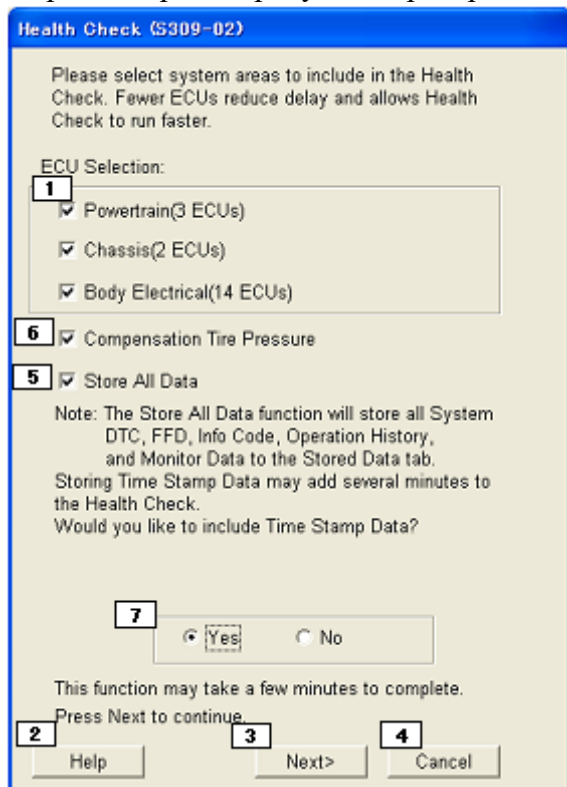 Health Check (S309-02)
Please select system areas to include in the Health
Check. Fewer ECUs reduce delay and allows Health
Check to run faster.
ECU Selection:
1
Powertrain(3 ECUs)
Chassis(2 ECUs)
Body Electrical(14 ECUs)
6 Compensation Tire Pressure
5 Store All Data
Note: The Store All Data function will store all System
DTC, FFD, Info Code, Operation History,
and Monitor Data to the Stored Data tab.
Storing Time Stamp Data may add several minutes to
the Health Check.
Would you like to include Time Stamp Data?
7
Yes No
This function may take a few minutes to complete.
Press Next to continue.
2 3 4
Help Next> Cancel